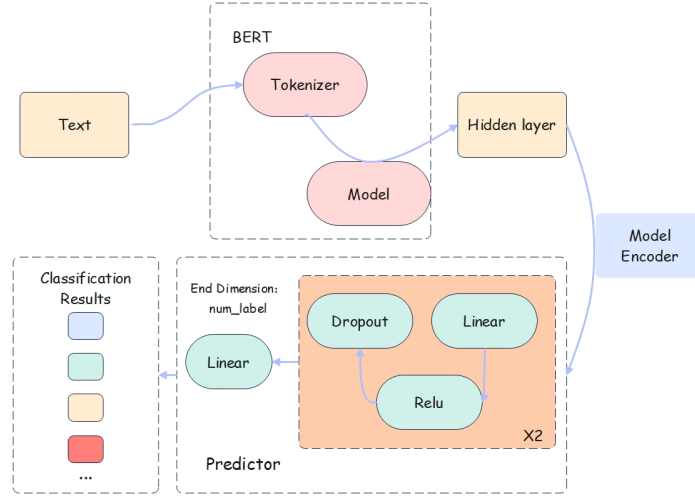 BERT
Tokenizer
Text
Hidden layer
Model
Model
Encoder
Classification
Results
...
End Dimension:
num_label
Linear
Dropout
Linear
Relu
X2
Predictor